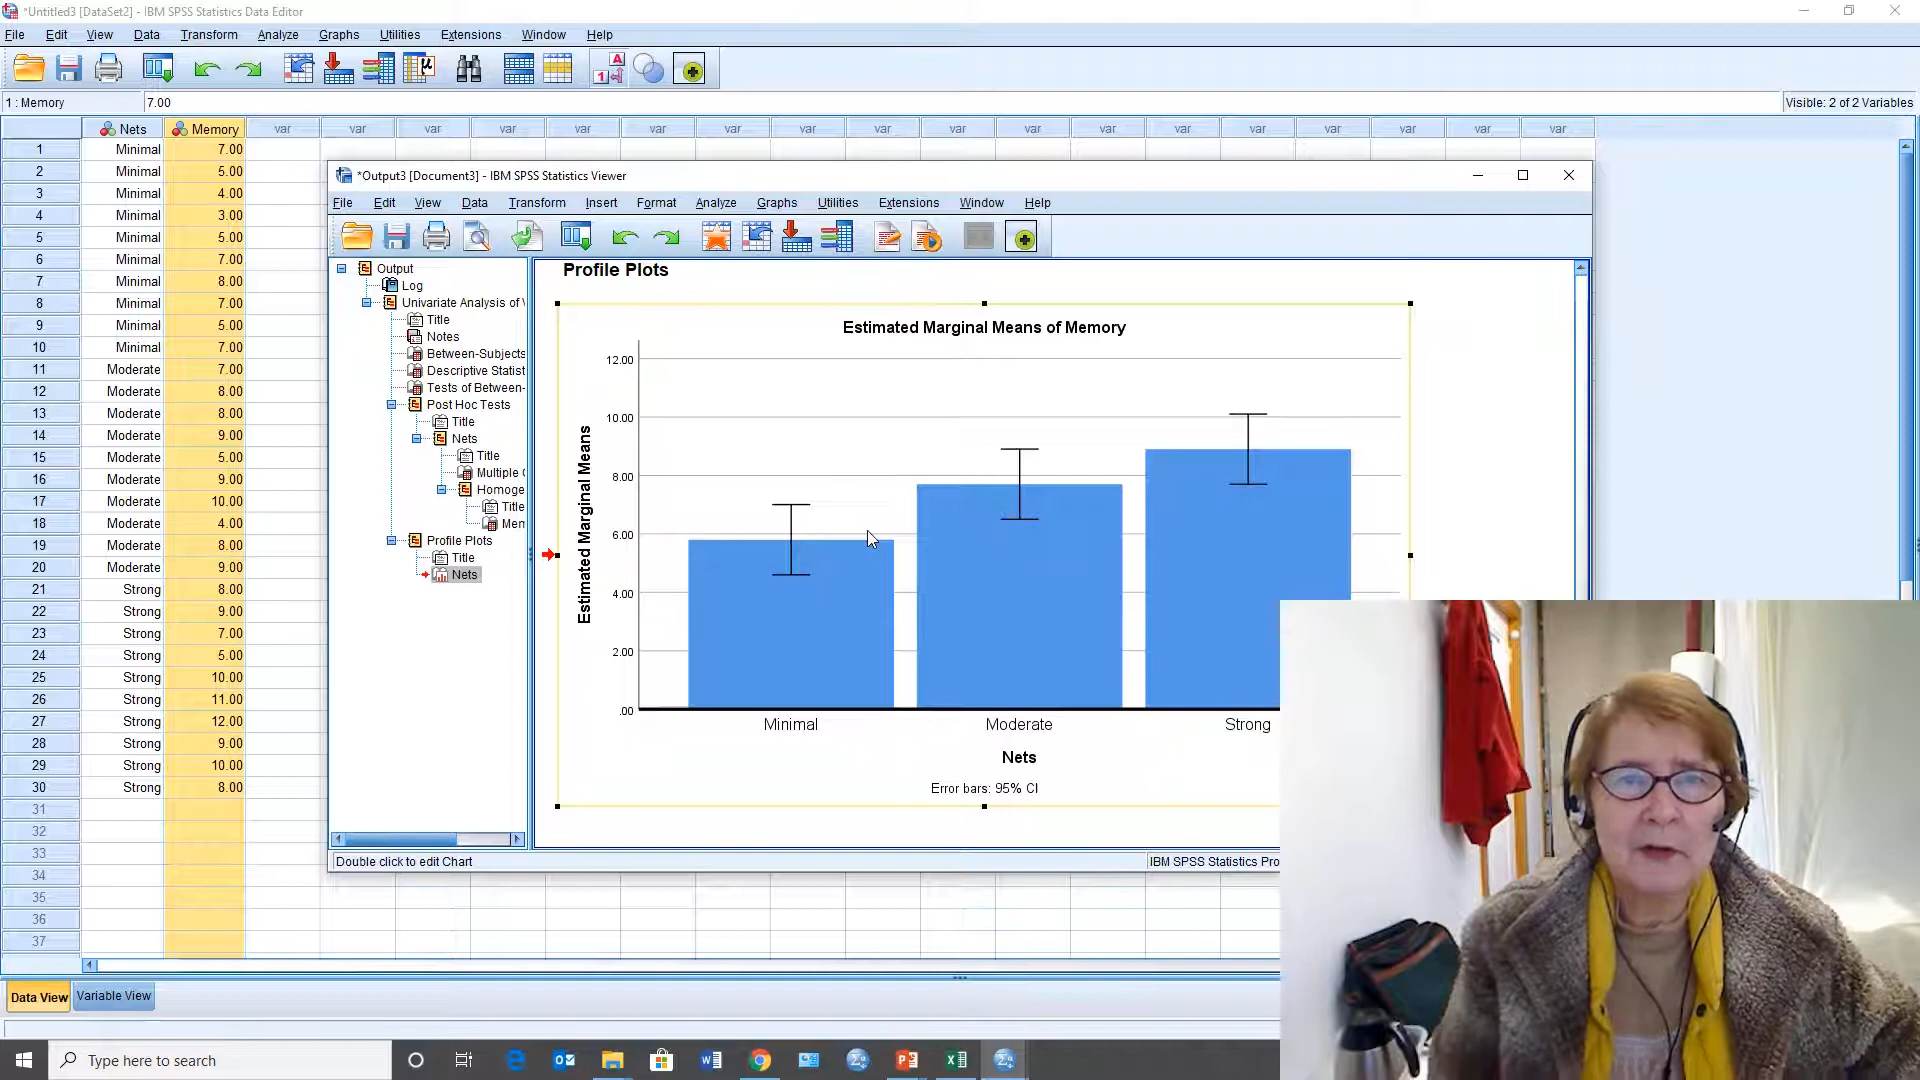 *Untitled3 [DataSet2] - IBM SPSS Statistics Data Editor
File Edit View Data Transform Analyze Graphs Utilities Extensions Window Help
1 : Memory 7.00 Visible: 2 of 2 Variables
Nets Memory var var var var var var var var var var var var var var var var var var
1 Minimal 7.00
2 Minimal 5.00
3 Minimal 4.00
4 Minimal 3.00
5 Minimal 5.00
6 Minimal 7.00
7 Minimal 8.00
8 Minimal 7.00
9 Minimal 5.00
10 Minimal 7.00
11 Moderate 7.00
12 Moderate 8.00
13 Moderate 8.00
14 Moderate 9.00
15 Moderate 5.00
16 Moderate 9.00
17 Moderate 10.00
18 Moderate 4.00
19 Moderate 8.00
20 Moderate 9.00
21 Strong 8.00
22 Strong 9.00
23 Strong 7.00
24 Strong 5.00
25 Strong 10.00
26 Strong 11.00
27 Strong 12.00
28 Strong 9.00
29 Strong 10.00
30 Strong 8.00
31
32
33
34
35
36
37
*Output3 [Document3] - IBM SPSS Statistics Viewer
File Edit View Data Transform Insert Format Analyze Graphs Utilities Extensions Window Help
Output
Log
Univariate Analysis of V
Title
Notes
Between-Subjects
Descriptive Statist
Tests of Between-
Post Hoc Tests
Title
Nets
Title
Multiple C
Homoge
Title
Mem
Profile Plots
Title
Nets
Profile Plots
Estimated Marginal Means of Memory
Estimated Marginal Means
12.00
10.00
8.00
6.00
4.00
2.00
.00
Minimal Moderate Strong
Nets
Error bars: 95% CI
Double click to edit Chart IBM SPSS Statistics Pro
Data View Variable View
Type here to search